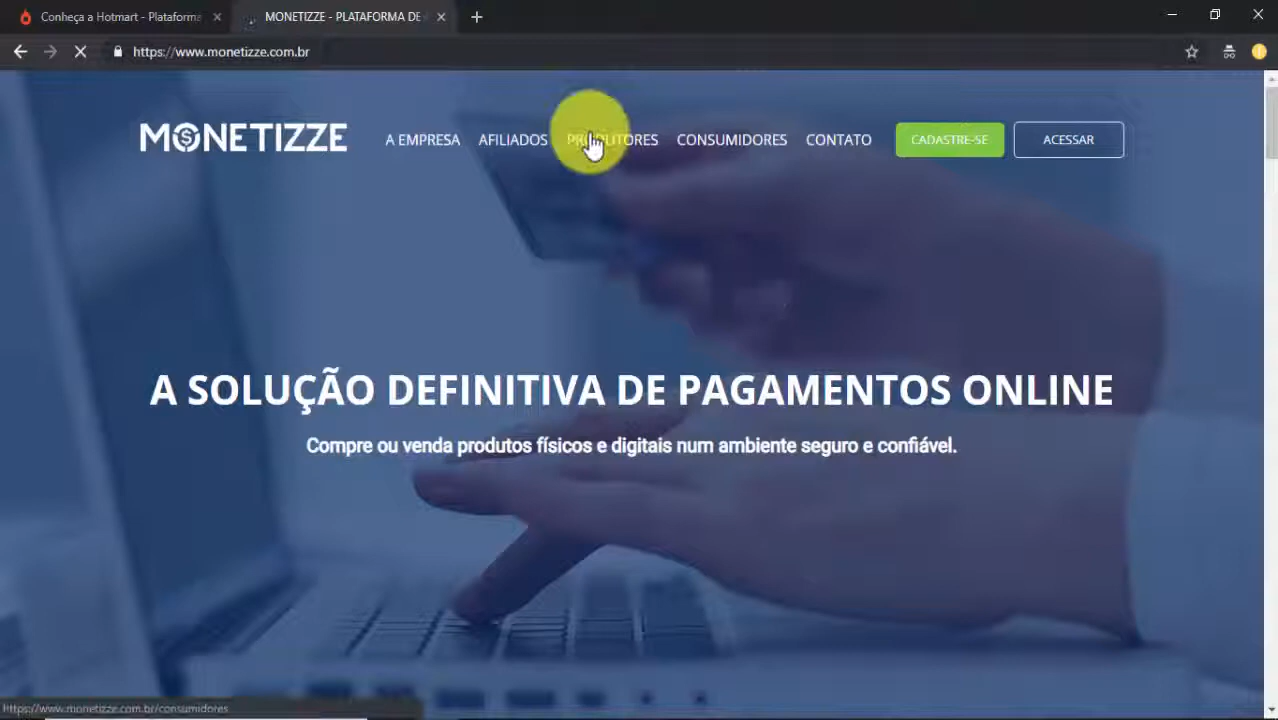 Conheça a Hotmart - Plataforma
MONETIZZE - PLATAFORMA DE
https://www.monetizze.com.br
MONETIZZE
A EMPRESA
AFILIADOS
PRODUTORES
CONSUMIDORES
CONTATO
CADASTRE-SE
ACESSAR
A SOLUÇÃO DEFINITIVA DE PAGAMENTOS ONLINE
Compre ou venda produtos físicos e digitais num ambiente seguro e confiável.
https://www.monetizze.com.br/consumidores